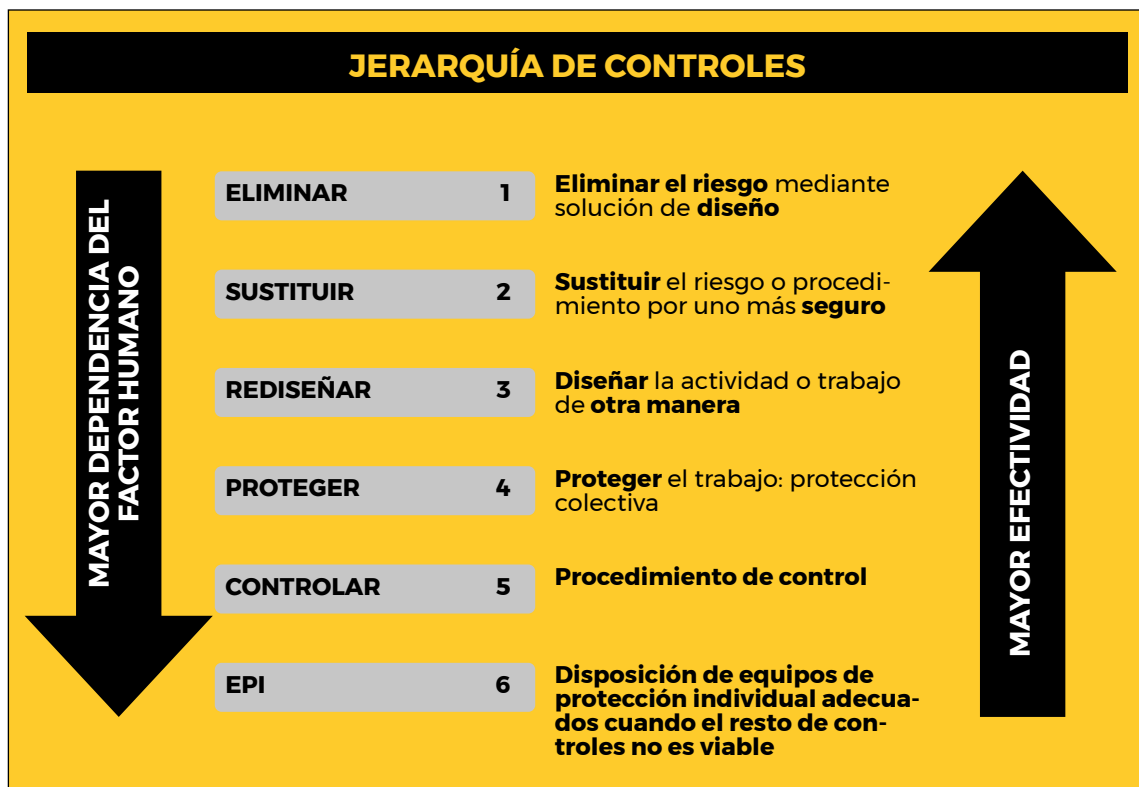 JERARQUÍA DE CONTROLES
MAYOR DEPENDENCIA DEL
FACTOR HUMANO
ELIMINAR 1
Eliminar el riesgo mediante
solución de diseño
SUSTITUIR 2
Sustituir el riesgo o procedi-
miento por uno más seguro
REDISEÑAR 3
Diseñar la actividad o trabajo
de otra manera
PROTEGER 4
Proteger el trabajo: protección
colectiva
CONTROLAR 5
Procedimiento de control
EPI 6
Disposición de equipos de
protección individual adecua-
dos cuando el resto de con-
troles no es viable
MAYOR EFECTIVIDAD